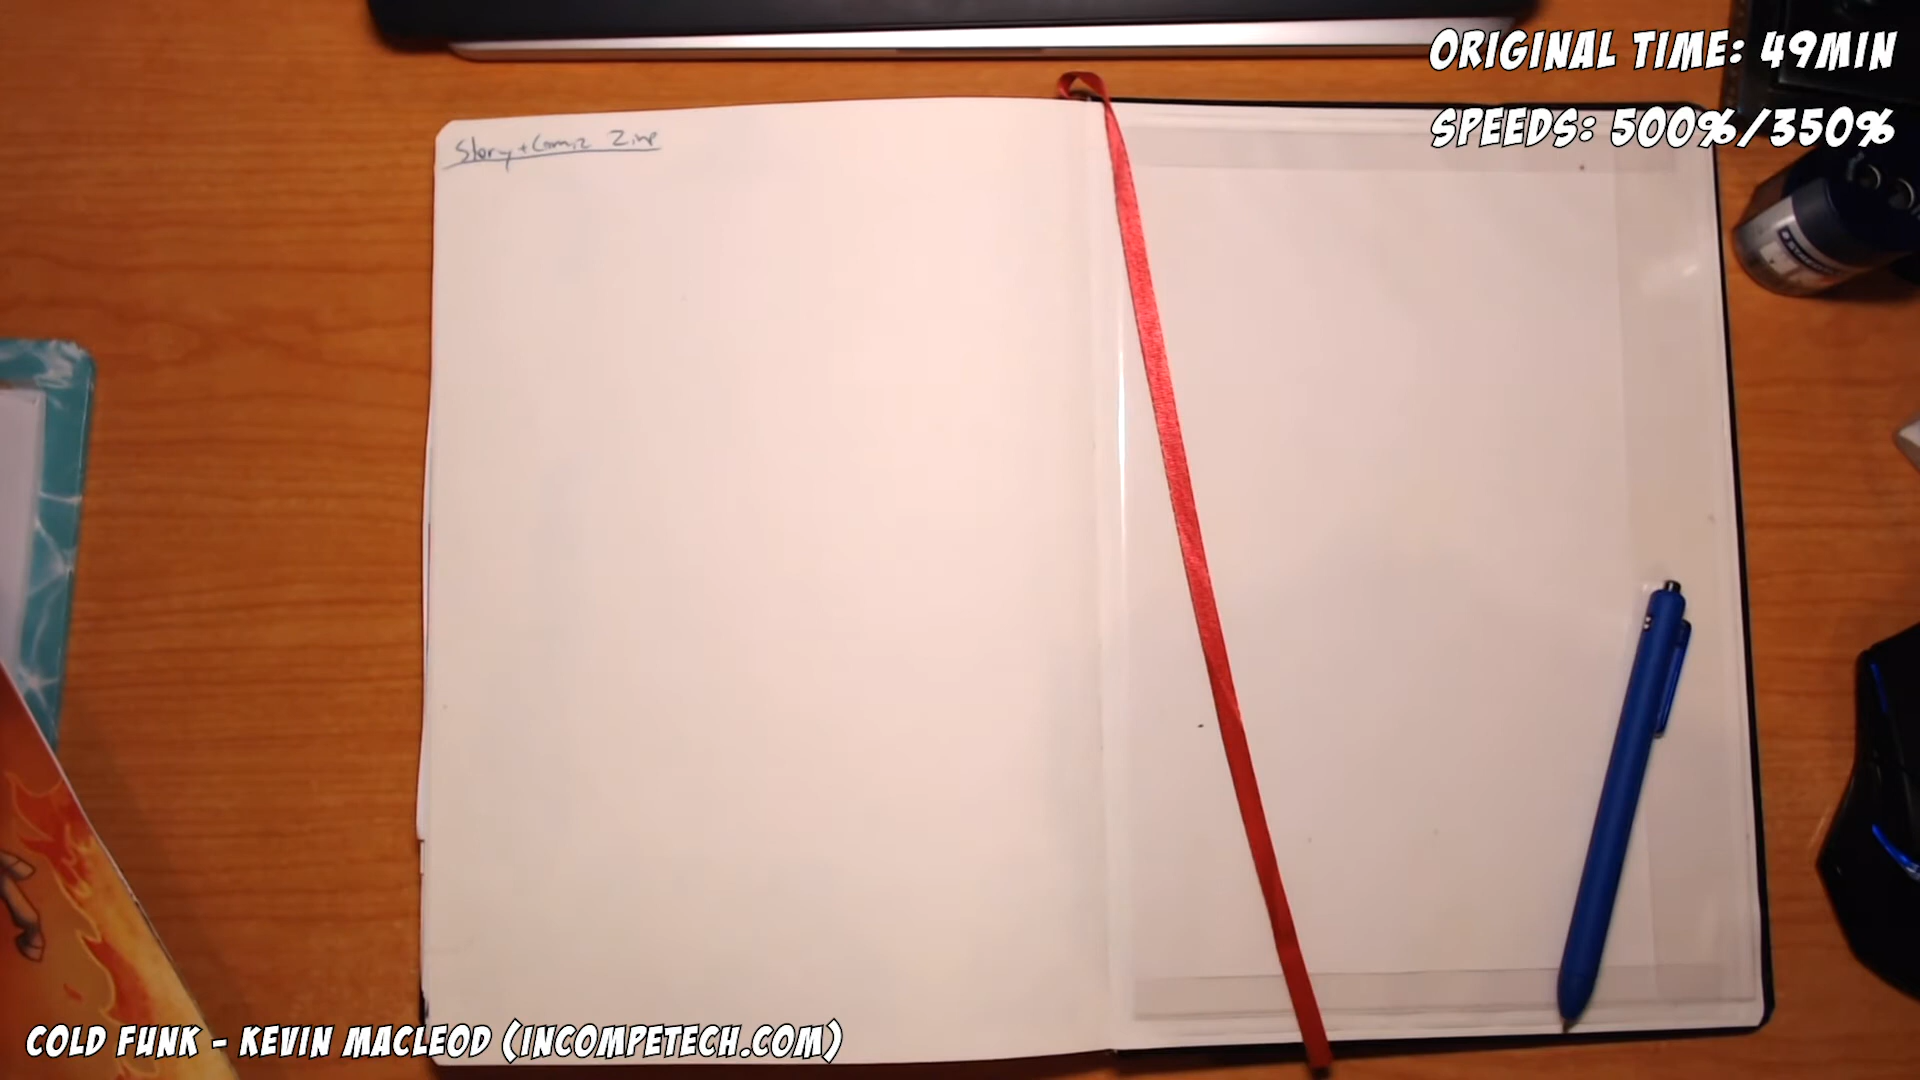 ORIGINAL TIME: 49MIN
SPEEDS: 500%/350%
Story + Comic Zine
COLD FUNK - KEVIN MACLEOD (INCOMPETECH.COM)